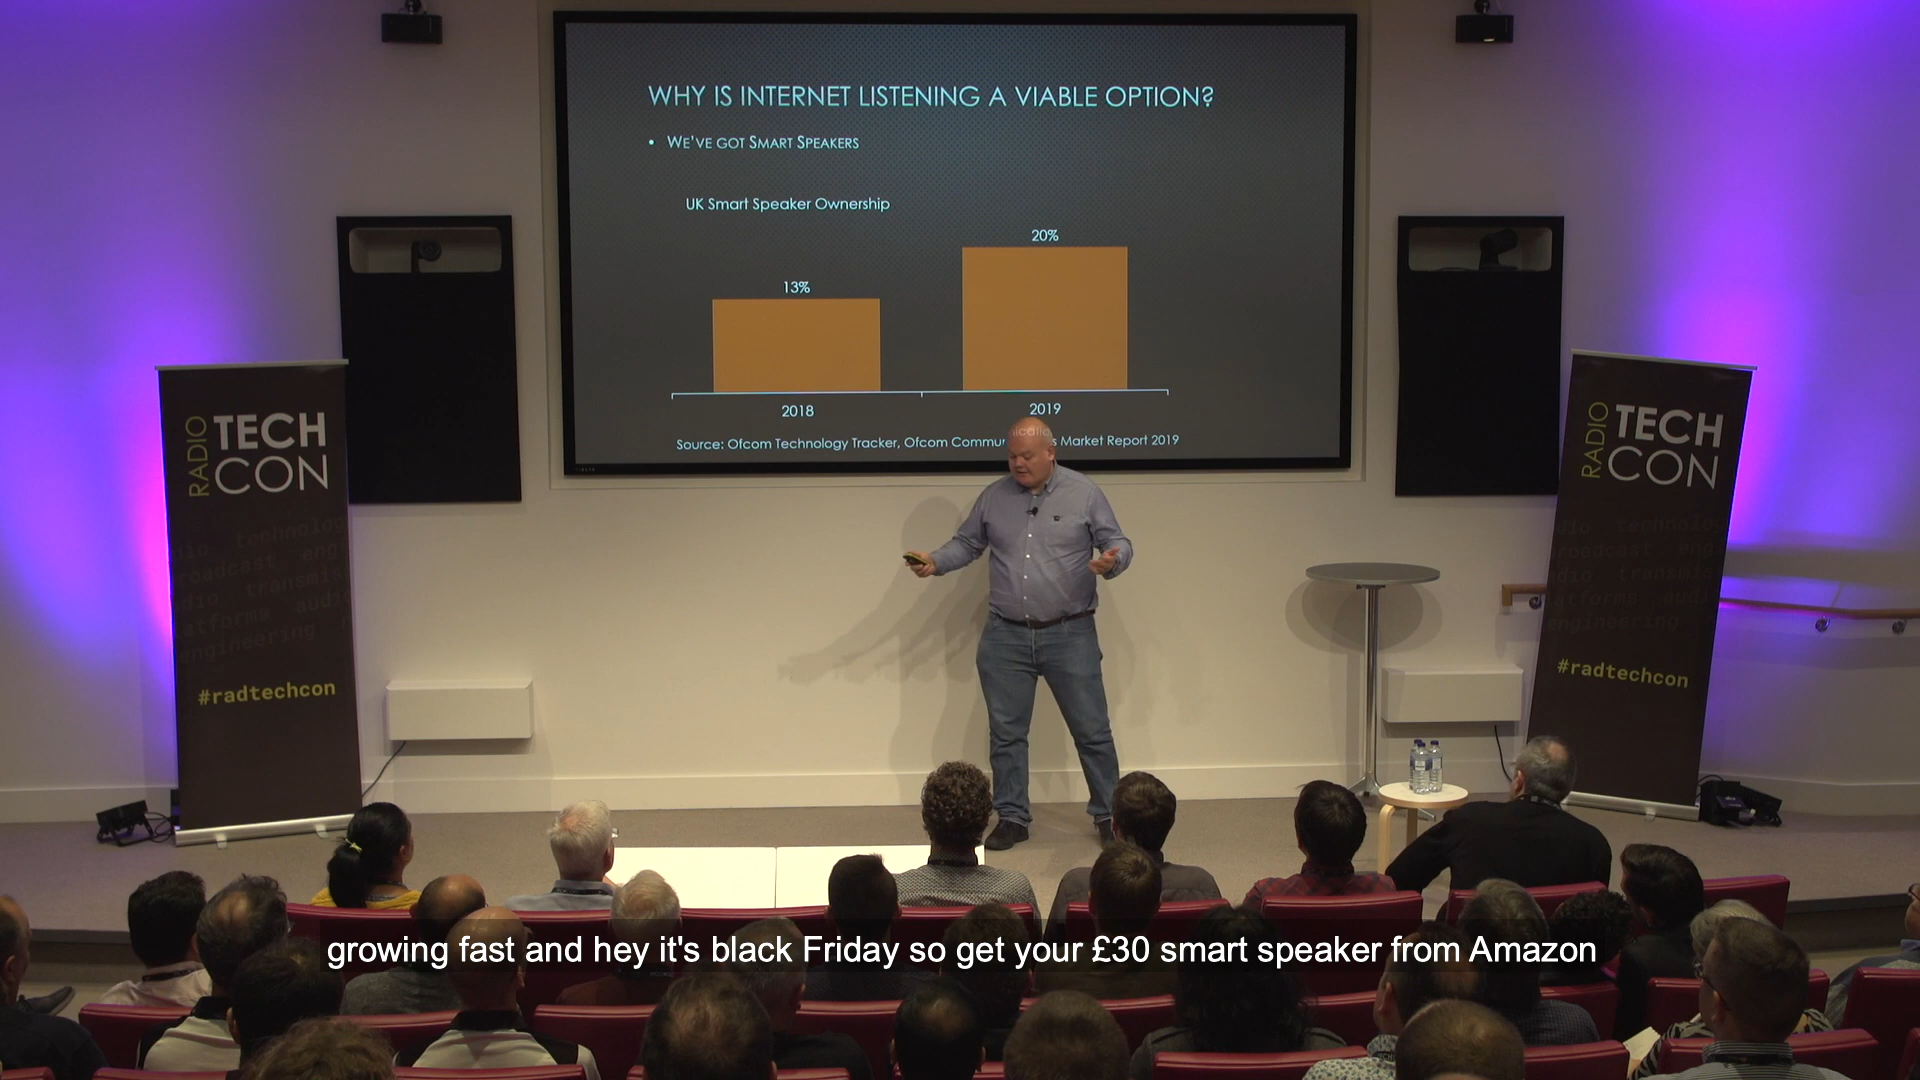 WHY IS INTERNET LISTENING A VIABLE OPTION?
• WE'VE GOT SMART SPEAKERS
UK Smart Speaker Ownership
20%
13%
2018
2019
Source: Ofcom Technology Tracker, Ofcom Communications Market Report 2019
RADIO
TECH
CON
#radtechcon
RADIO
TECH
CON
#radtechcon
growing fast and hey it's black Friday so get your £30 smart speaker from Amazon